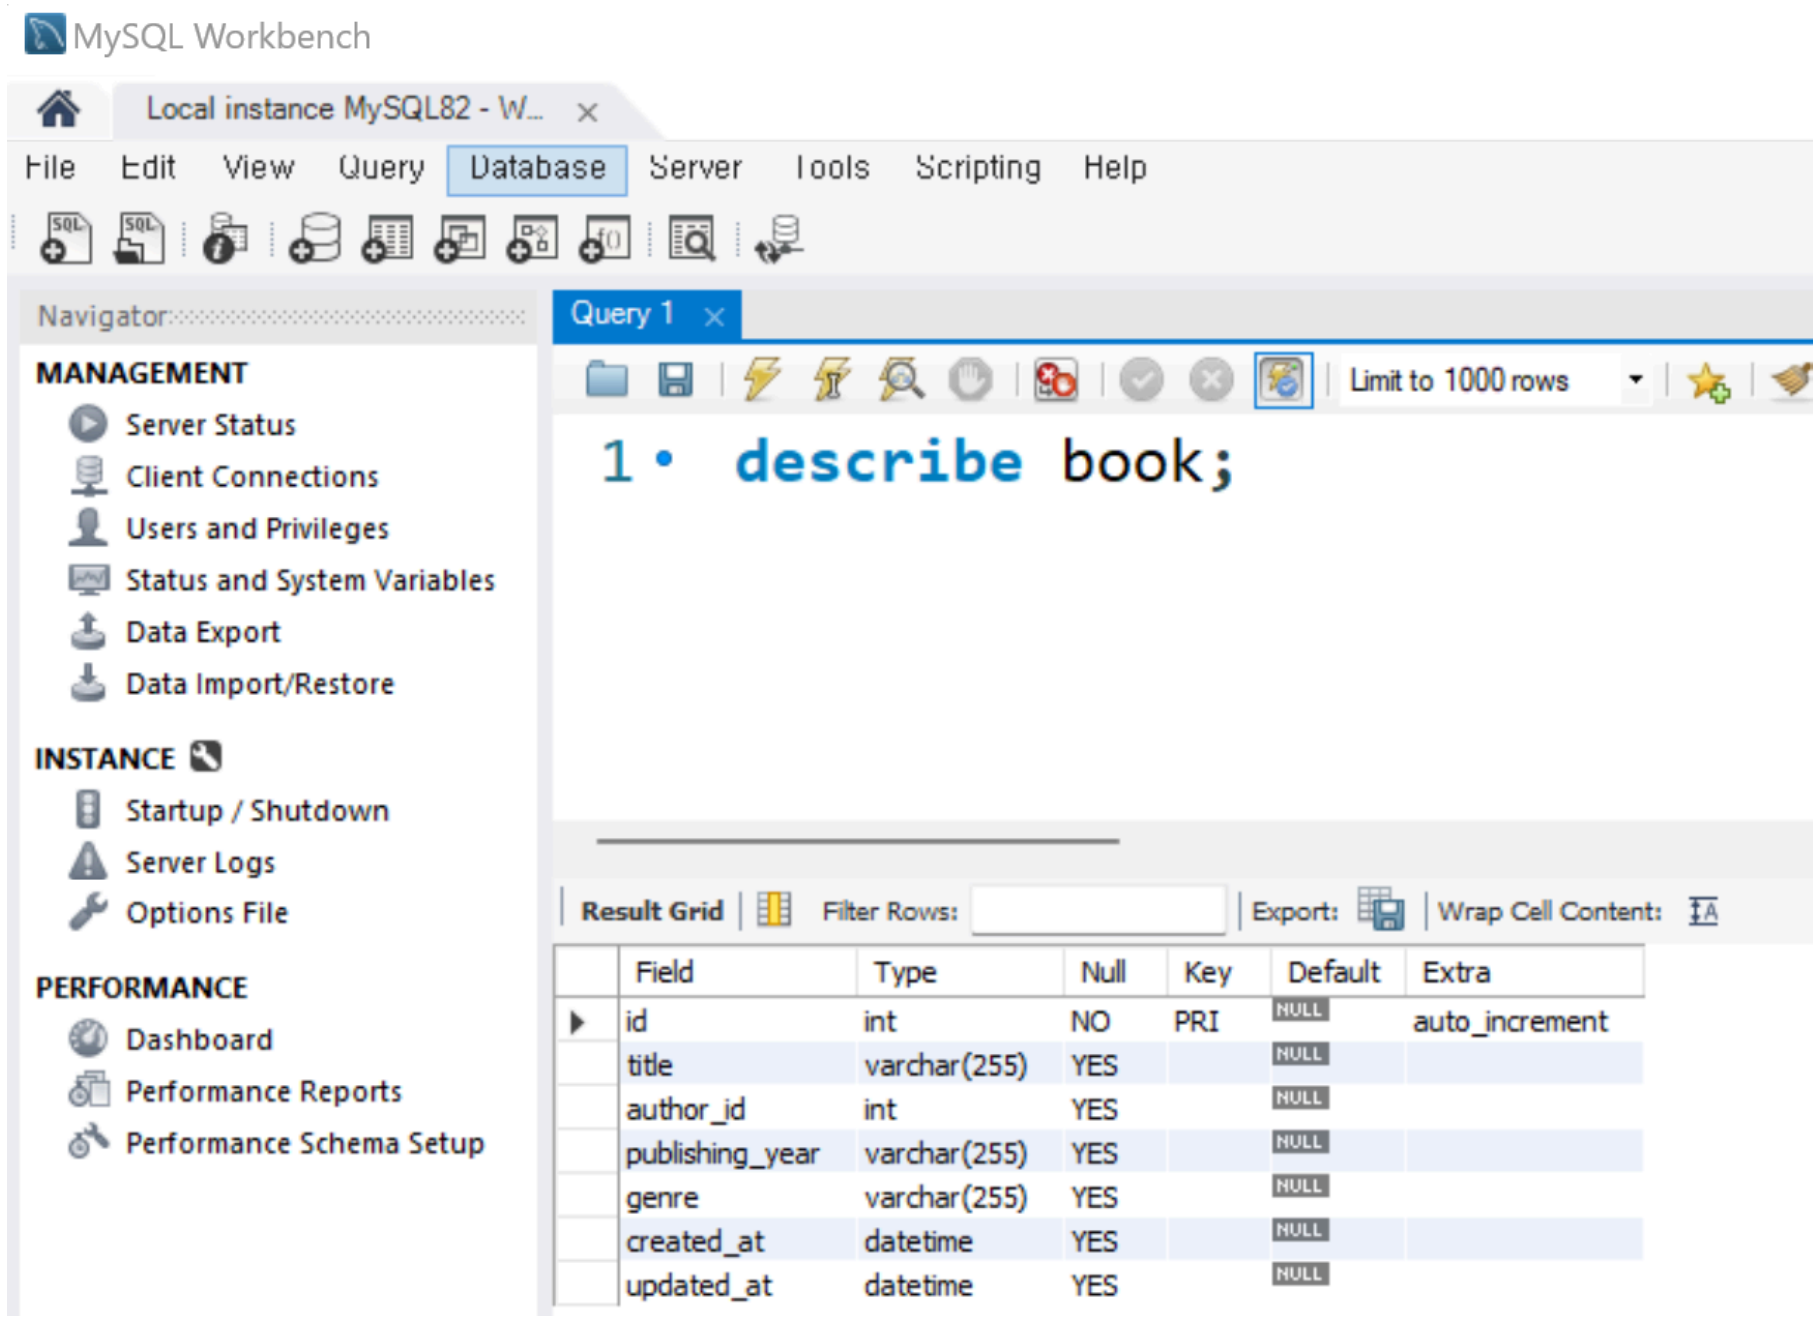 MySQL Workbench
Local instance MySQL82 - W...
File Edit View Query Database Server Tools Scripting Help
SQL SQL f()
Navigator
Query 1
MANAGEMENT
Server Status
Client Connections
Users and Privileges
Status and System Variables
Data Export
Data Import/Restore
INSTANCE
Startup / Shutdown
Server Logs
Options File
PERFORMANCE
Dashboard
Performance Reports
Performance Schema Setup
Limit to 1000 rows
1 describe book;
Result Grid Filter Rows: Export: Wrap Cell Content: A
Field Type Null Key Default Extra
id int NO PRI NULL auto_increment
title varchar(255) YES NULL
author_id int YES NULL
publishing_year varchar(255) YES NULL
genre varchar(255) YES NULL
created_at datetime YES NULL
updated_at datetime YES NULL